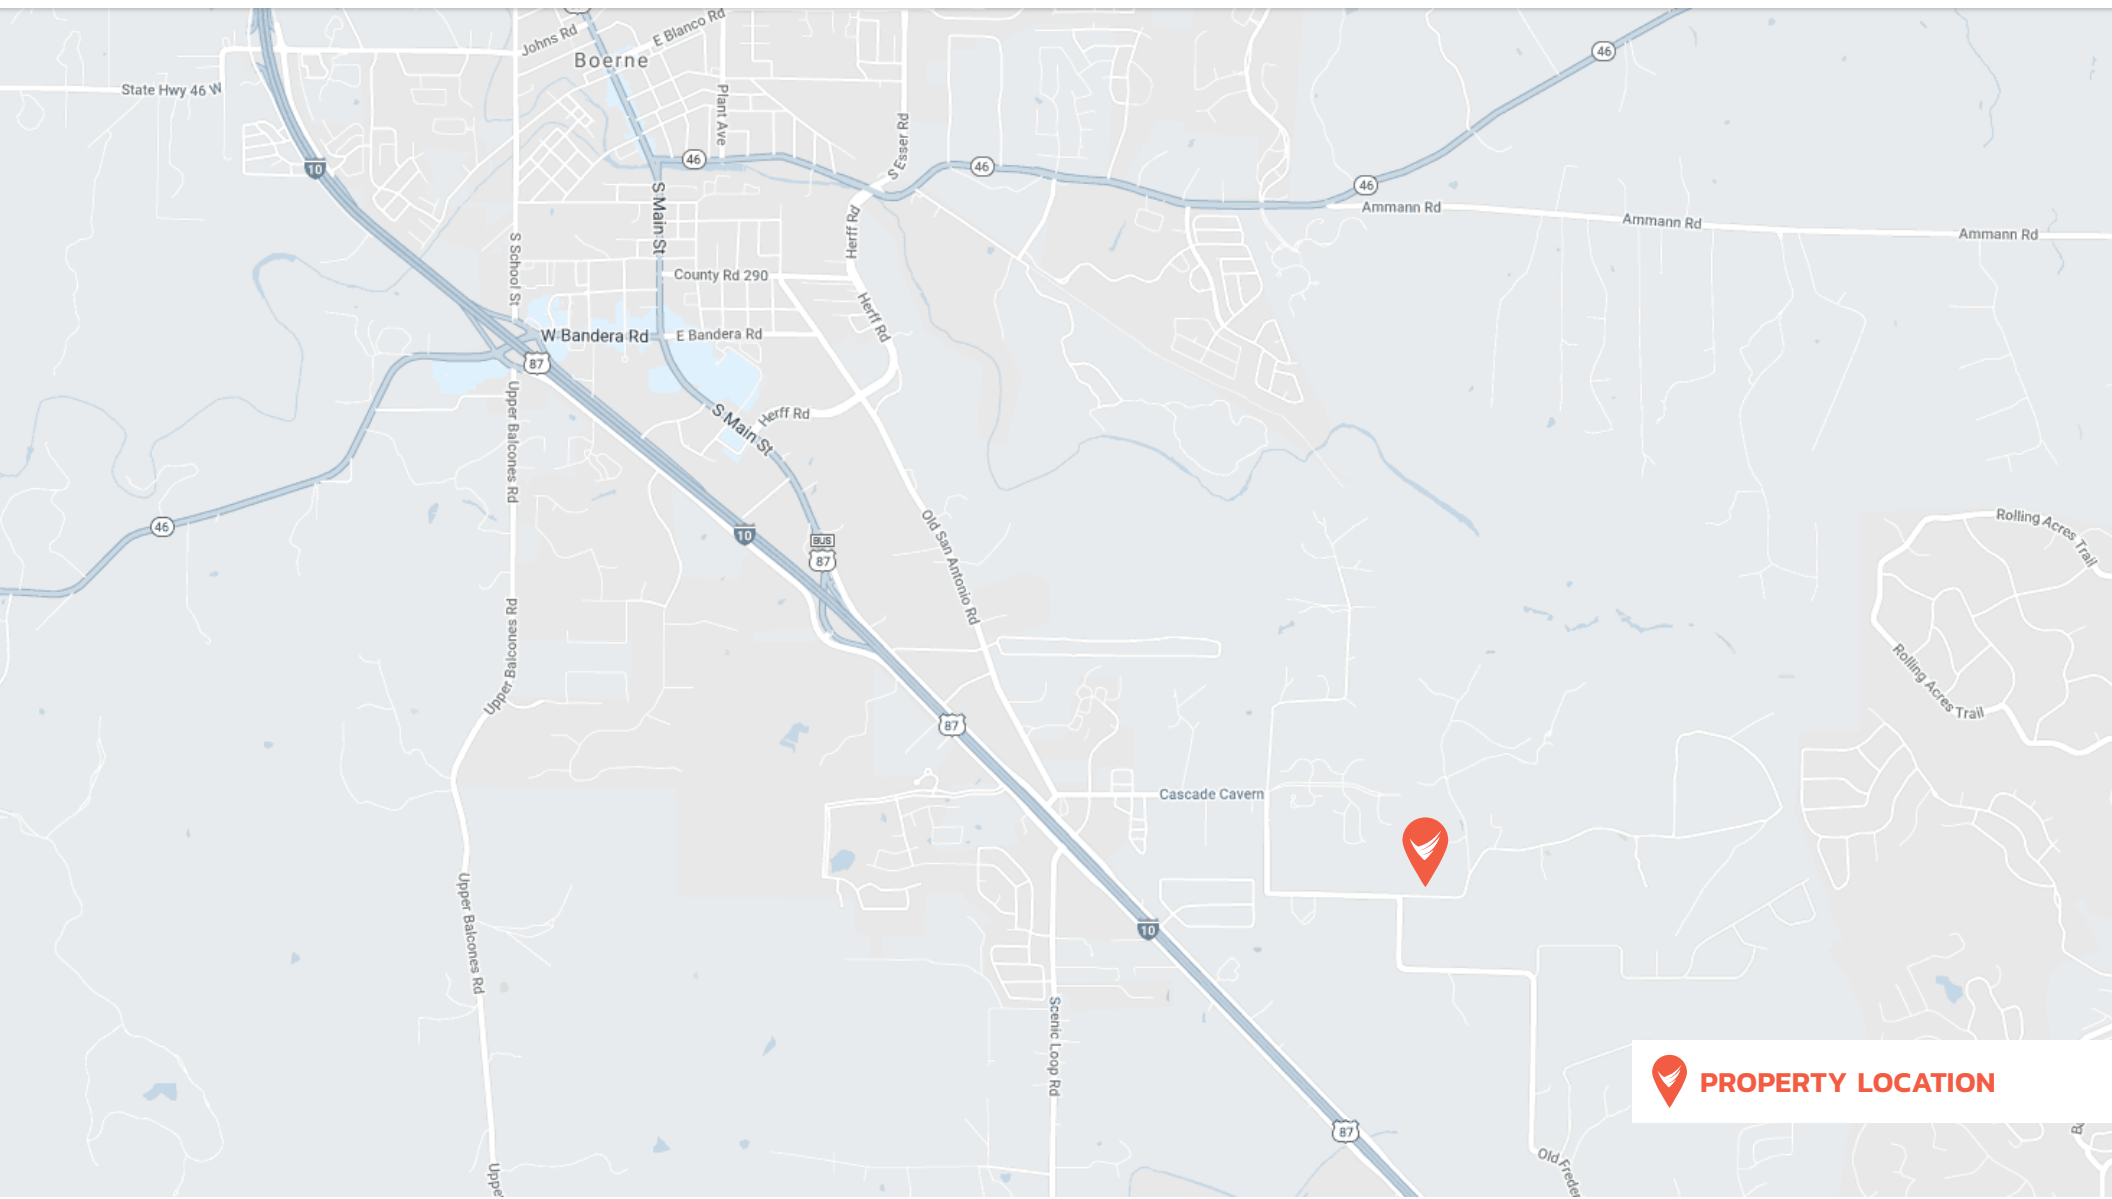 Johns Rd
E Blanco Rd
Boerne
46
State Hwy 46 W
Plant Ave
S Esser Rd
10
46
46
46
Ammann Rd
Ammann Rd
Ammann Rd
S Main St
Herff Rd
S School St
County Rd 290
Herff Rd
W Bandera Rd
E Bandera Rd
87
Upper Balcones Rd
S Main St
Herff Rd
46
10
BUS
87
Old San Antonio Rd
Rolling Acres Trail
Upper Balcones Rd
Rolling Acres Trail
87
Cascade Cavern
Upper Balcones Rd
10
Scenic Loop Rd
PROPERTY LOCATION
87
Old Freder
Uppe